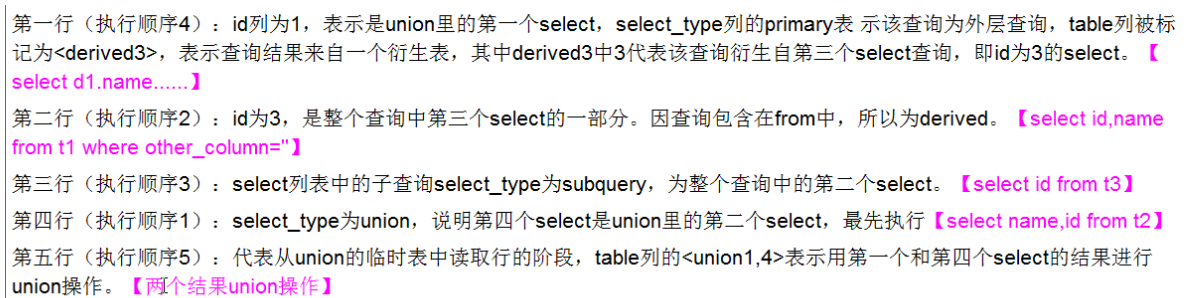 第一行（执行顺序4）：id列为1，表示是union里的第一个select，select_type列的primary表 示该查询为外层查询，table列被标
记为<derived3>，表示查询结果来自一个衍生表，其中derived3中3代表该查询衍生自第三个select查询，即id为3的select。【
select d1.name......】
第二行（执行顺序2）：id为3，是整个查询中第三个select的一部分。因查询包含在from中，所以为derived。【select id,name
from t1 where other_column=''】
第三行（执行顺序3）：select列表中的子查询select_type为subquery，为整个查询中的第二个select。【select id from t3】
第四行（执行顺序1）：select_type为union，说明第四个select是union里的第二个select，最先执行【select name,id from t2】
第五行（执行顺序5）：代表从union的临时表中读取行的阶段，table列的<union1,4>表示用第一个和第四个select的结果进行
union操作。【两个结果union操作】